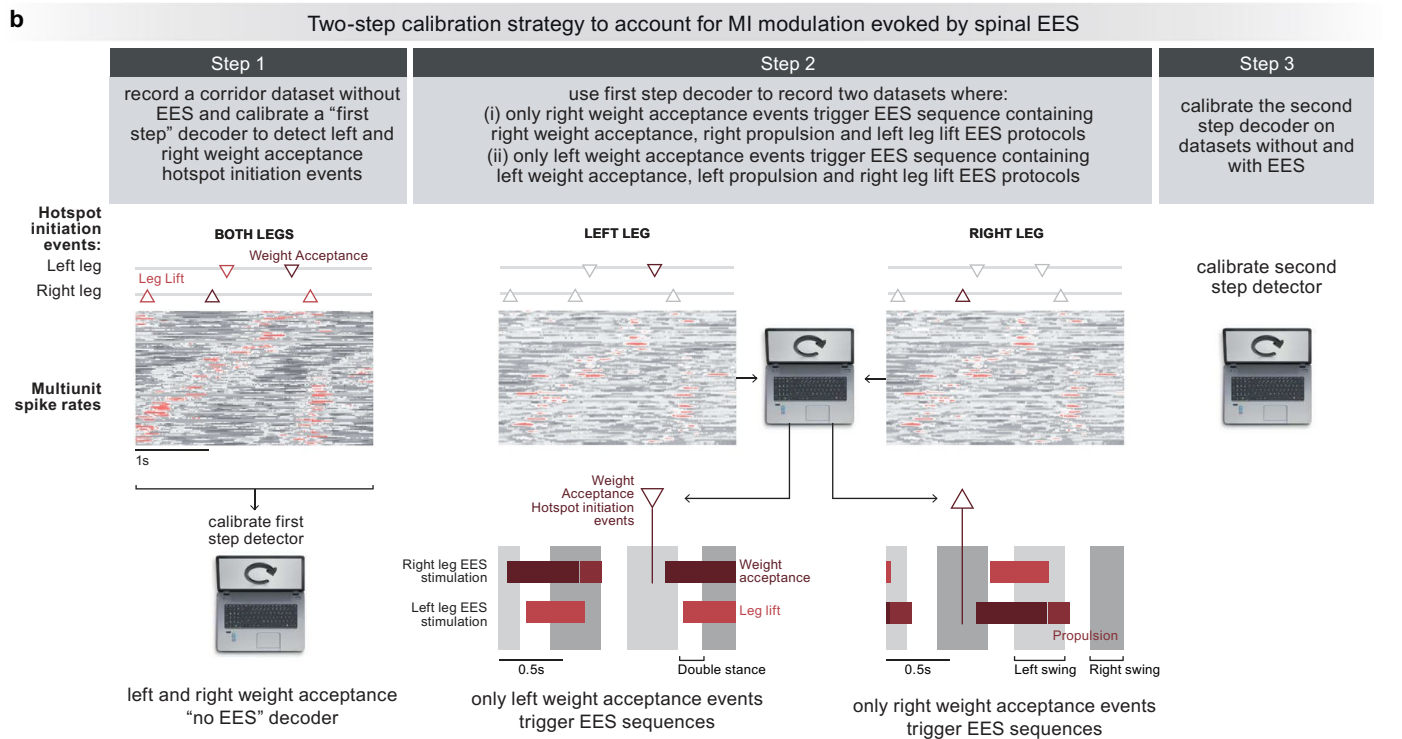 b
Two-step calibration strategy to account for MI modulation evoked by spinal EES
Step 1
record a corridor dataset without
EES and calibrate a “first
step” decoder to detect left and
right weight acceptance
hotspot initiation events
Step 2
use first step decoder to record two datasets where:
(i) only right weight acceptance events trigger EES sequence containing
right weight acceptance, right propulsion and left leg lift EES protocols
(ii) only left weight acceptance events trigger EES sequence containing
left weight acceptance, left propulsion and right leg lift EES protocols
Step 3
calibrate the second
step decoder on
datasets without and
with EES
Hotspot
initiation
events:
Left leg
Right leg
BOTH LEGS
Weight Acceptance
Leg Lift
Multiunit
spike rates
1s
calibrate first
step detector
left and right weight acceptance
“no EES” decoder
LEFT LEG
RIGHT LEG
Weight
Acceptance
Hotspot initiation
events
Right leg EES
stimulation
Left leg EES
stimulation
Weight
acceptance
Leg lift
0.5s
Double stance
only left weight acceptance events
trigger EES sequences
Propulsion
0.5s
Left swing
Right swing
only right weight acceptance events
trigger EES sequences
calibrate second
step detector